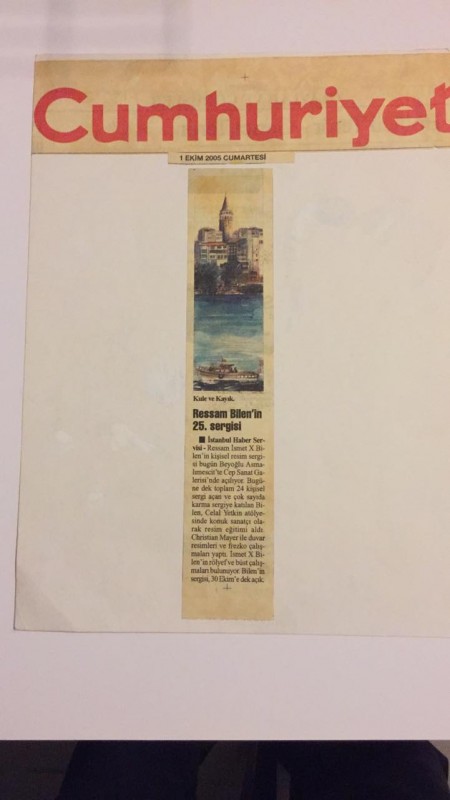 Cumhuriyet
1 EKİM 2005 CUMARTESİ
Kule ve Kayık.
Ressam Bilen'in
25. sergisi
■ İstanbul Haber Ser-
visi - Ressam İsmet X Bi-
len'in kişisel resim sergi-
si bugün Beyoğlu Asma-
lımescit'te Cep Sanat Ga-
lerisi'nde açılıyor. Bugü-
ne dek toplam 24 kişisel
sergi açan ve çok sayıda
karma sergiye katılan Bi-
len, Celal Yetkin atölye-
sinde konuk sanatçı ola-
rak resim eğitimi aldı.
Christian Mayer ile duvar
resimleri ve fresko çalış-
maları yaptı. İsmet X Bi-
len'in rölyef ve büst çalış-
maları bulunuyor. Bilen'in
sergisi, 30 Ekim'e dek açık.